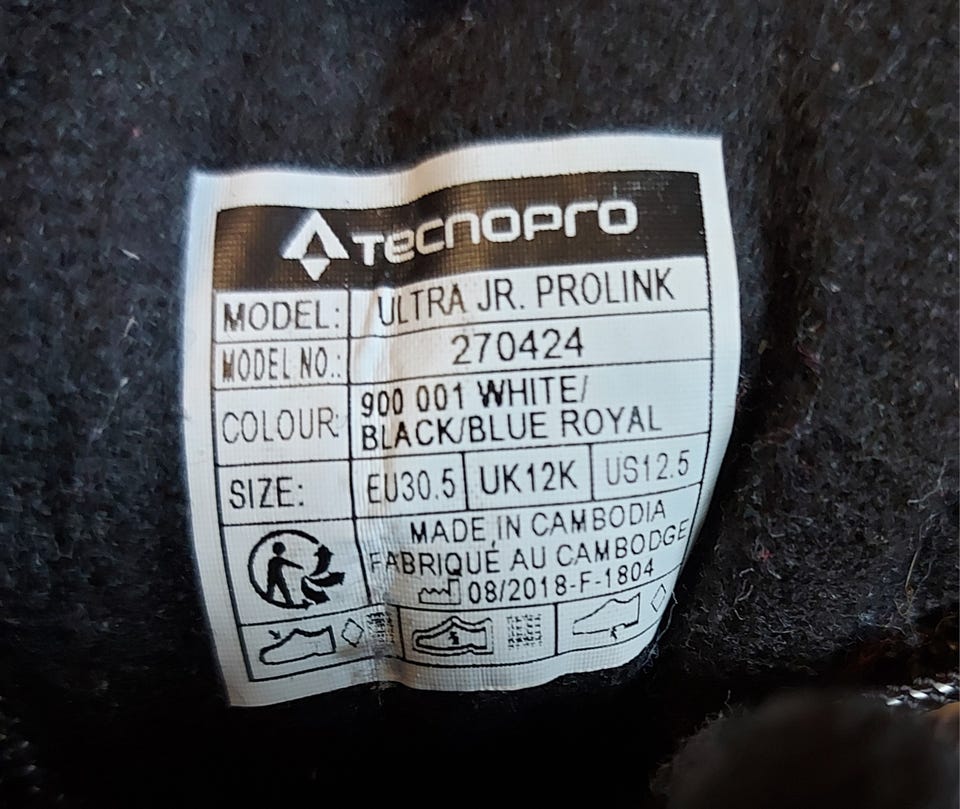 TECNOPRO
MODEL: ULTRA JR. PROLINK
MODEL NO.: 270424
COLOUR: 900 001 WHITE/
BLACK/BLUE ROYAL
SIZE: EU30.5 UK12K US12.5
MADE IN CAMBODIA
FABRIQUÉ AU CAMBODGE
08/2018-F-1804